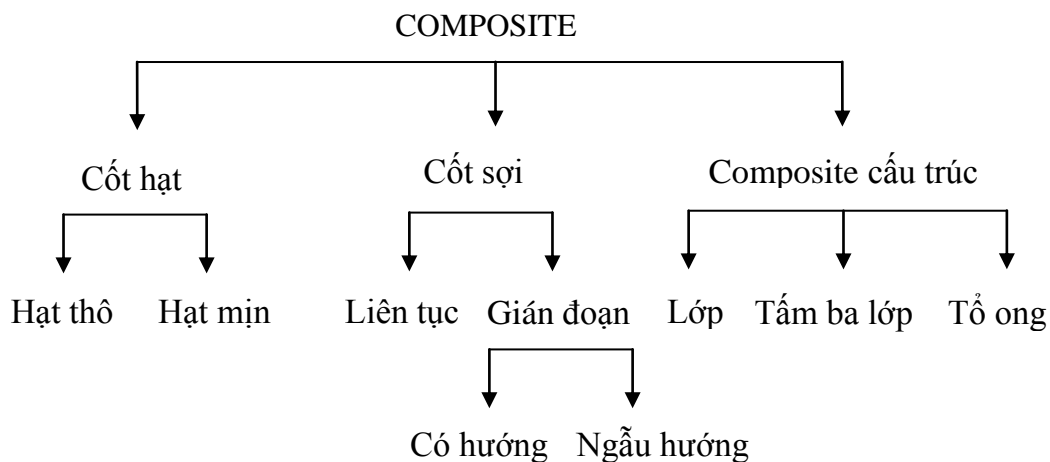 COMPOSITE
Cốt hạt Cốt sợi Composite cấu trúc
Hạt thô Hạt mịn Liên tục Gián đoạn Lớp Tấm ba lớp Tổ ong
Có hướng Ngẫu hướng